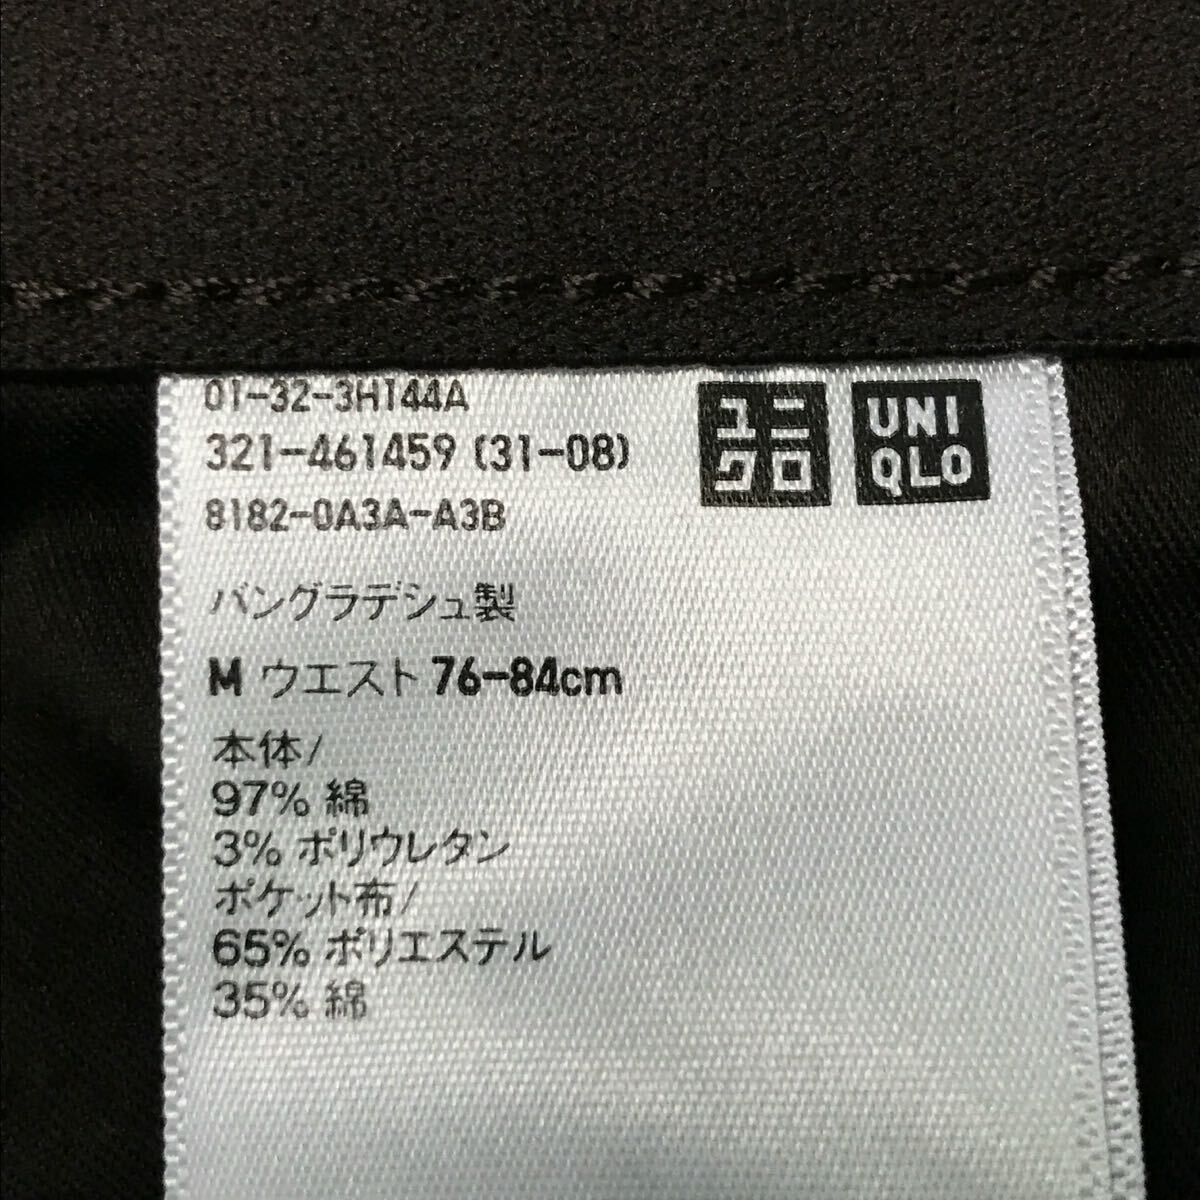 01-32-3H144A
321-461459 (31-08)
8182-0A3A-A3B
ユニクロ
UNIQLO
バングラデシュ製
M ウエスト 76-84cm
本体/
97% 綿
3% ポリウレタン
ポケット布/
65% ポリエステル
35% 綿